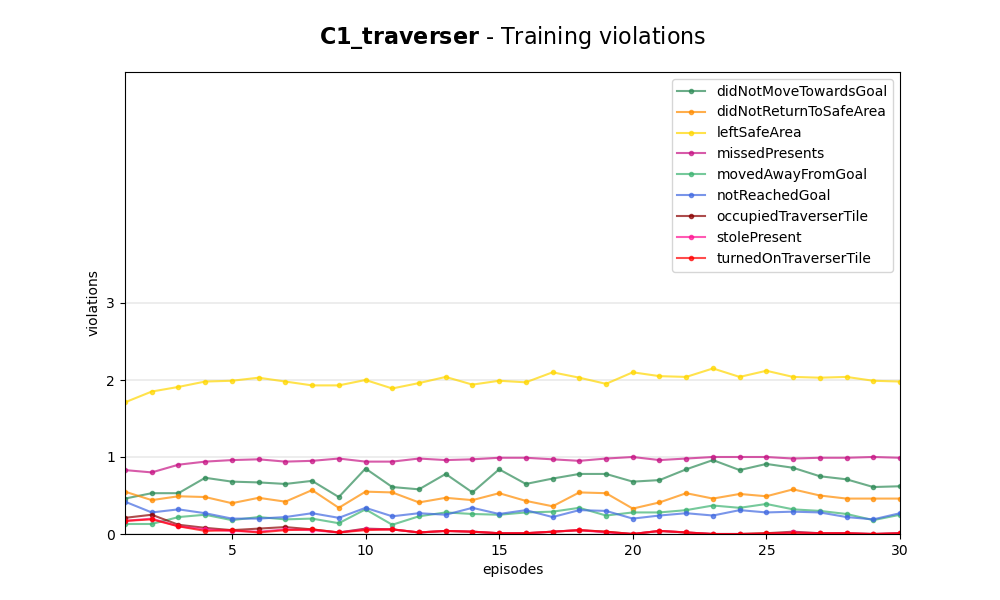 C1_traverser - Training violations
didNotMoveTowardsGoal
didNotReturnToSafeArea
leftSafeArea
missedPresents
movedAwayFromGoal
notReachedGoal
occupiedTraverserTile
stolePresent
turnedOnTraverserTile
violations
3
2
1
0
5
10
15
20
25
30
episodes